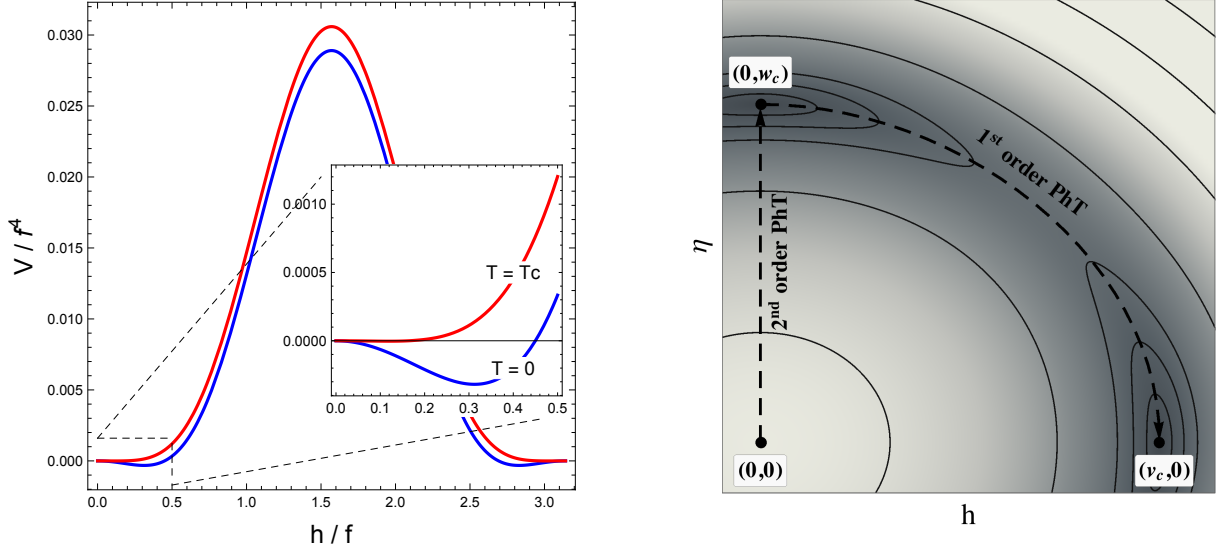 0.030
0.025
0.020
0.015
0.010
0.005
0.000
V / f⁴
0.0 0.5 1.0 1.5 2.0 2.5 3.0
h / f
0.0010
0.0005
0.0000
T = Tc
T = 0
0.0 0.1 0.2 0.3 0.4 0.5
(0,w_c)
1ˢᵗ order PhT
2ⁿᵈ order PhT
η
(0,0)
(v_c,0)
h